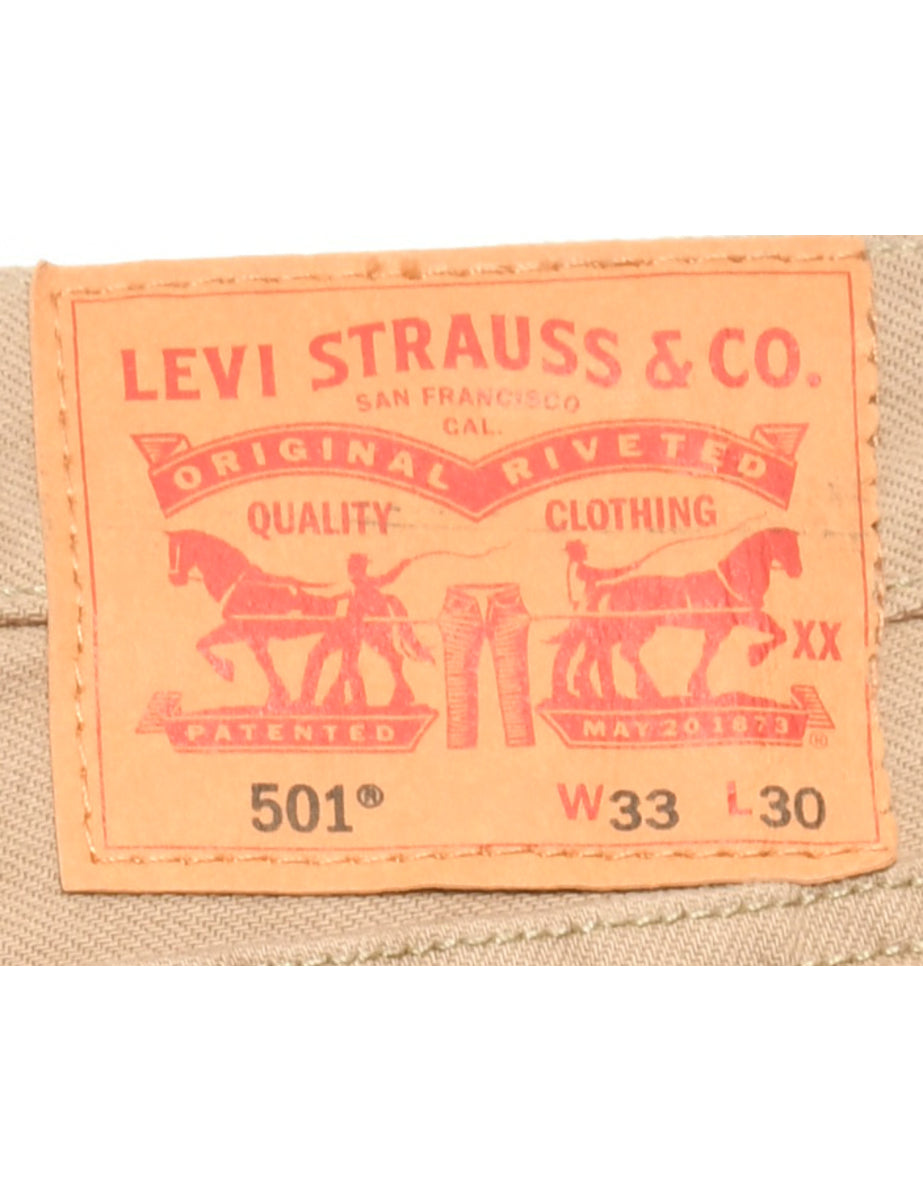 LEVI STRAUSS & CO.
SAN FRANCISCO
CAL.
ORIGINAL RIVETED
QUALITY CLOTHING
XX
PATENTED MAY 20 1873 ®
501® W33 L30